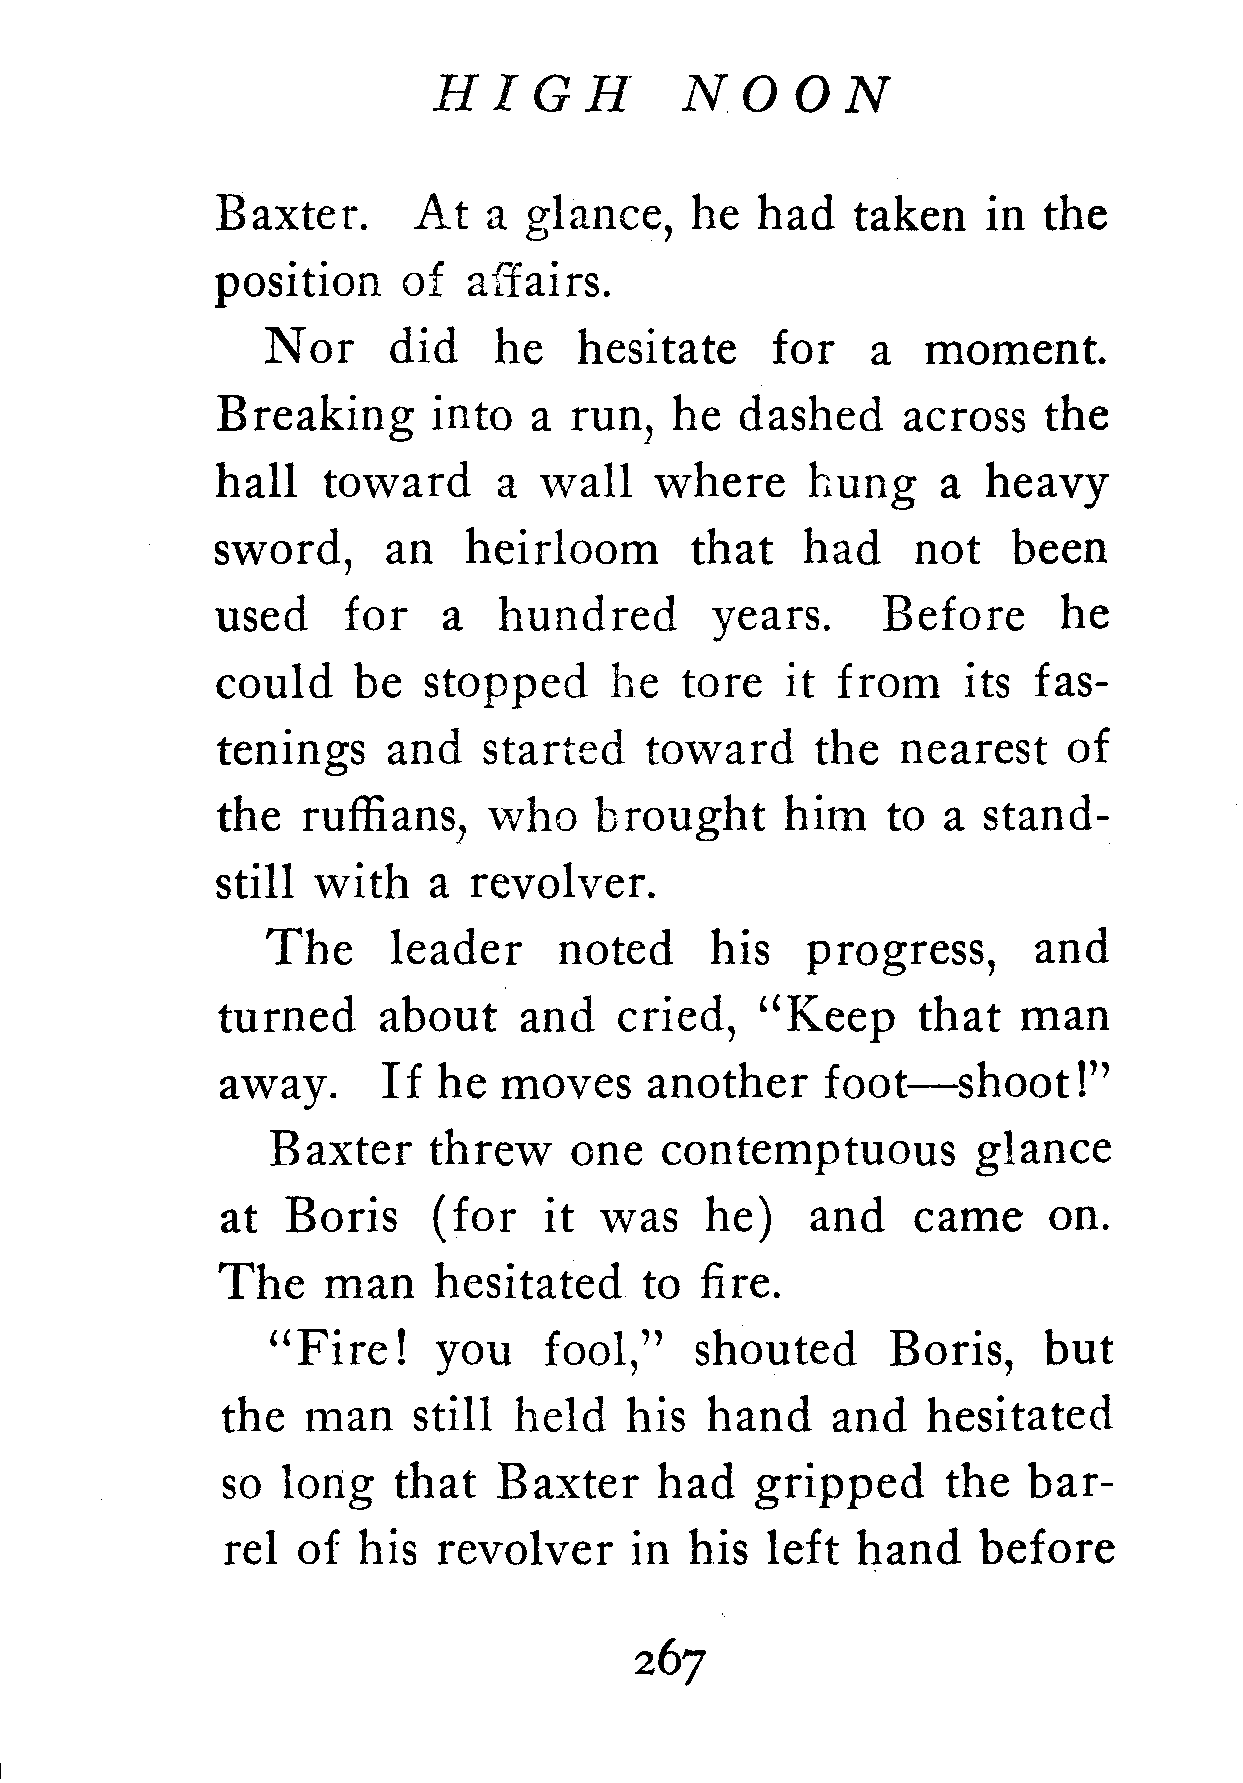 HIGH NOON
Baxter. At a glance, he had taken in the
position of affairs.
Nor did he hesitate for a moment.
Breaking into a run, he dashed across the
hall toward a wall where hung a heavy
sword, an heirloom that had not been
used for a hundred years. Before he
could be stopped he tore it from its fas-
tenings and started toward the nearest of
the ruffians, who brought him to a stand-
still with a revolver.
The leader noted his progress, and
turned about and cried, “Keep that man
away. If he moves another foot—shoot!”
Baxter threw one contemptuous glance
at Boris (for it was he) and came on.
The man hesitated to fire.
“Fire! you fool,” shouted Boris, but
the man still held his hand and hesitated
so long that Baxter had gripped the bar-
rel of his revolver in his left hand before
267